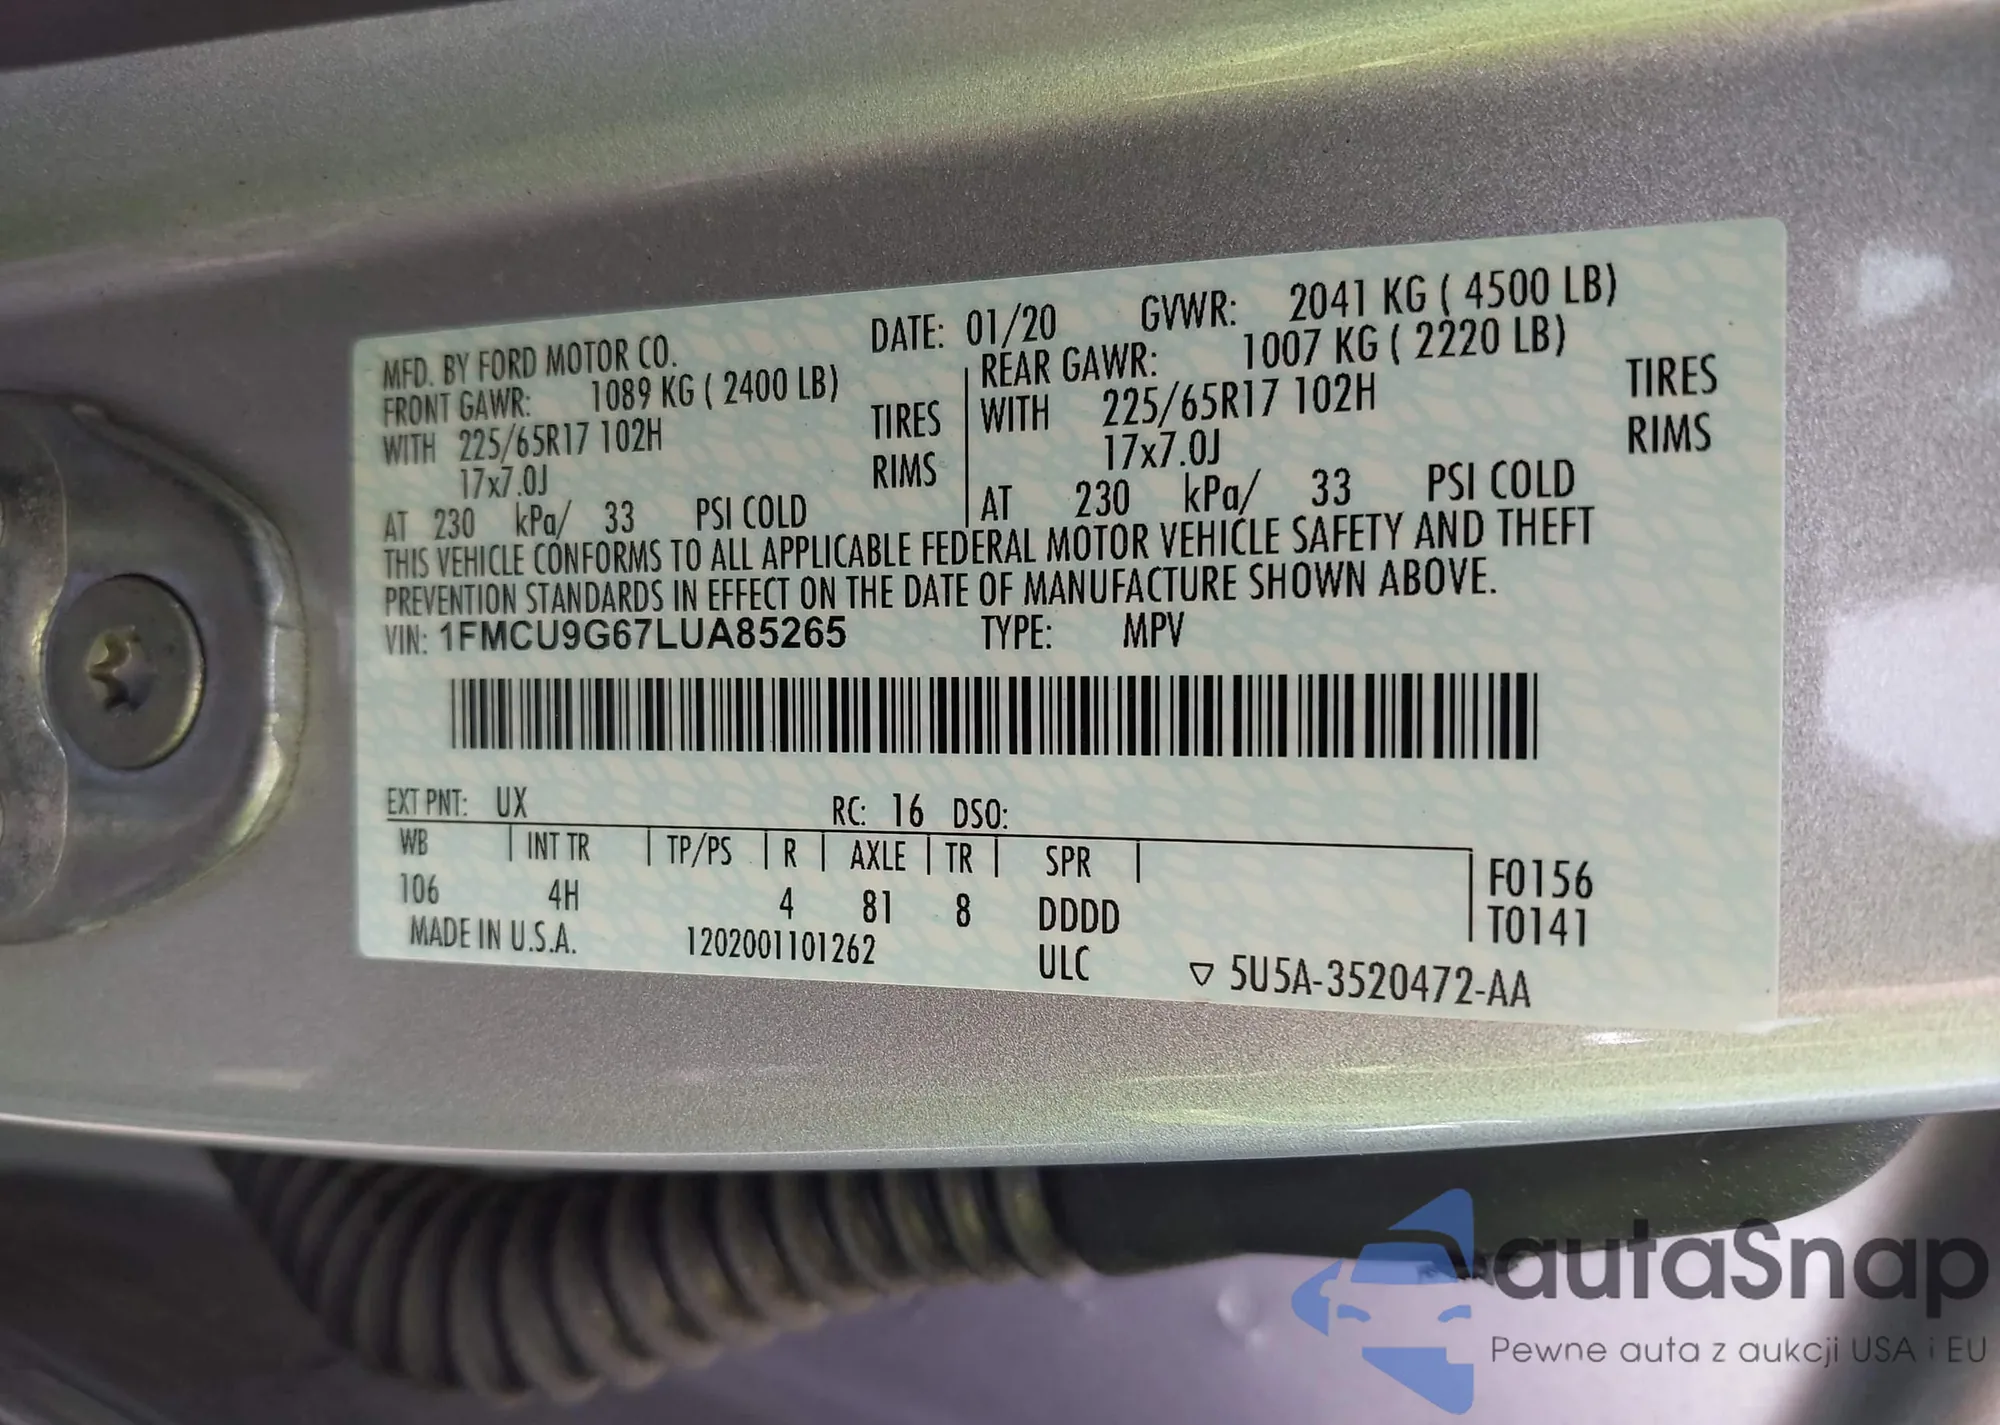 MFD. BY FORD MOTOR CO. DATE: 01/20 GVWR: 2041 KG ( 4500 LB)
FRONT GAWR: 1089 KG ( 2400 LB) REAR GAWR: 1007 KG ( 2220 LB)
WITH 225/65R17 102H TIRES WITH 225/65R17 102H TIRES
17x7.0J RIMS 17x7.0J RIMS
AT 230 kPa/ 33 PSI COLD AT 230 kPa/ 33 PSI COLD
THIS VEHICLE CONFORMS TO ALL APPLICABLE FEDERAL MOTOR VEHICLE SAFETY AND THEFT
PREVENTION STANDARDS IN EFFECT ON THE DATE OF MANUFACTURE SHOWN ABOVE.
VIN: 1FMCU9G67LUA85265 TYPE: MPV
EXT PNT: UX RC: 16 DSO:
WB INT TR TP/PS R AXLE TR SPR F0156
106 4H 4 81 8 DDDD T0141
MADE IN U.S.A. 1202001101262 ULC ▽ 5U5A-3520472-AA
autaSnap
Pewne auta z aukcji USA i EU